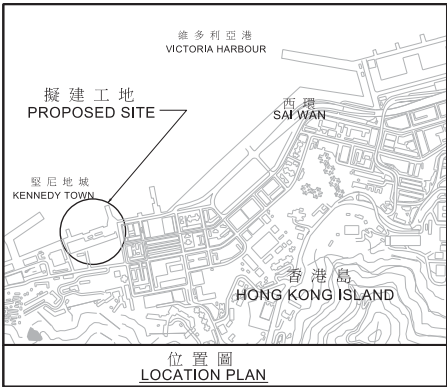 維多利亞港
VICTORIA HARBOUR
擬建工地
PROPOSED SITE
西環
SAI WAN
堅尼地城
KENNEDY TOWN
香港島
HONG KONG ISLAND
位置圖
LOCATION PLAN